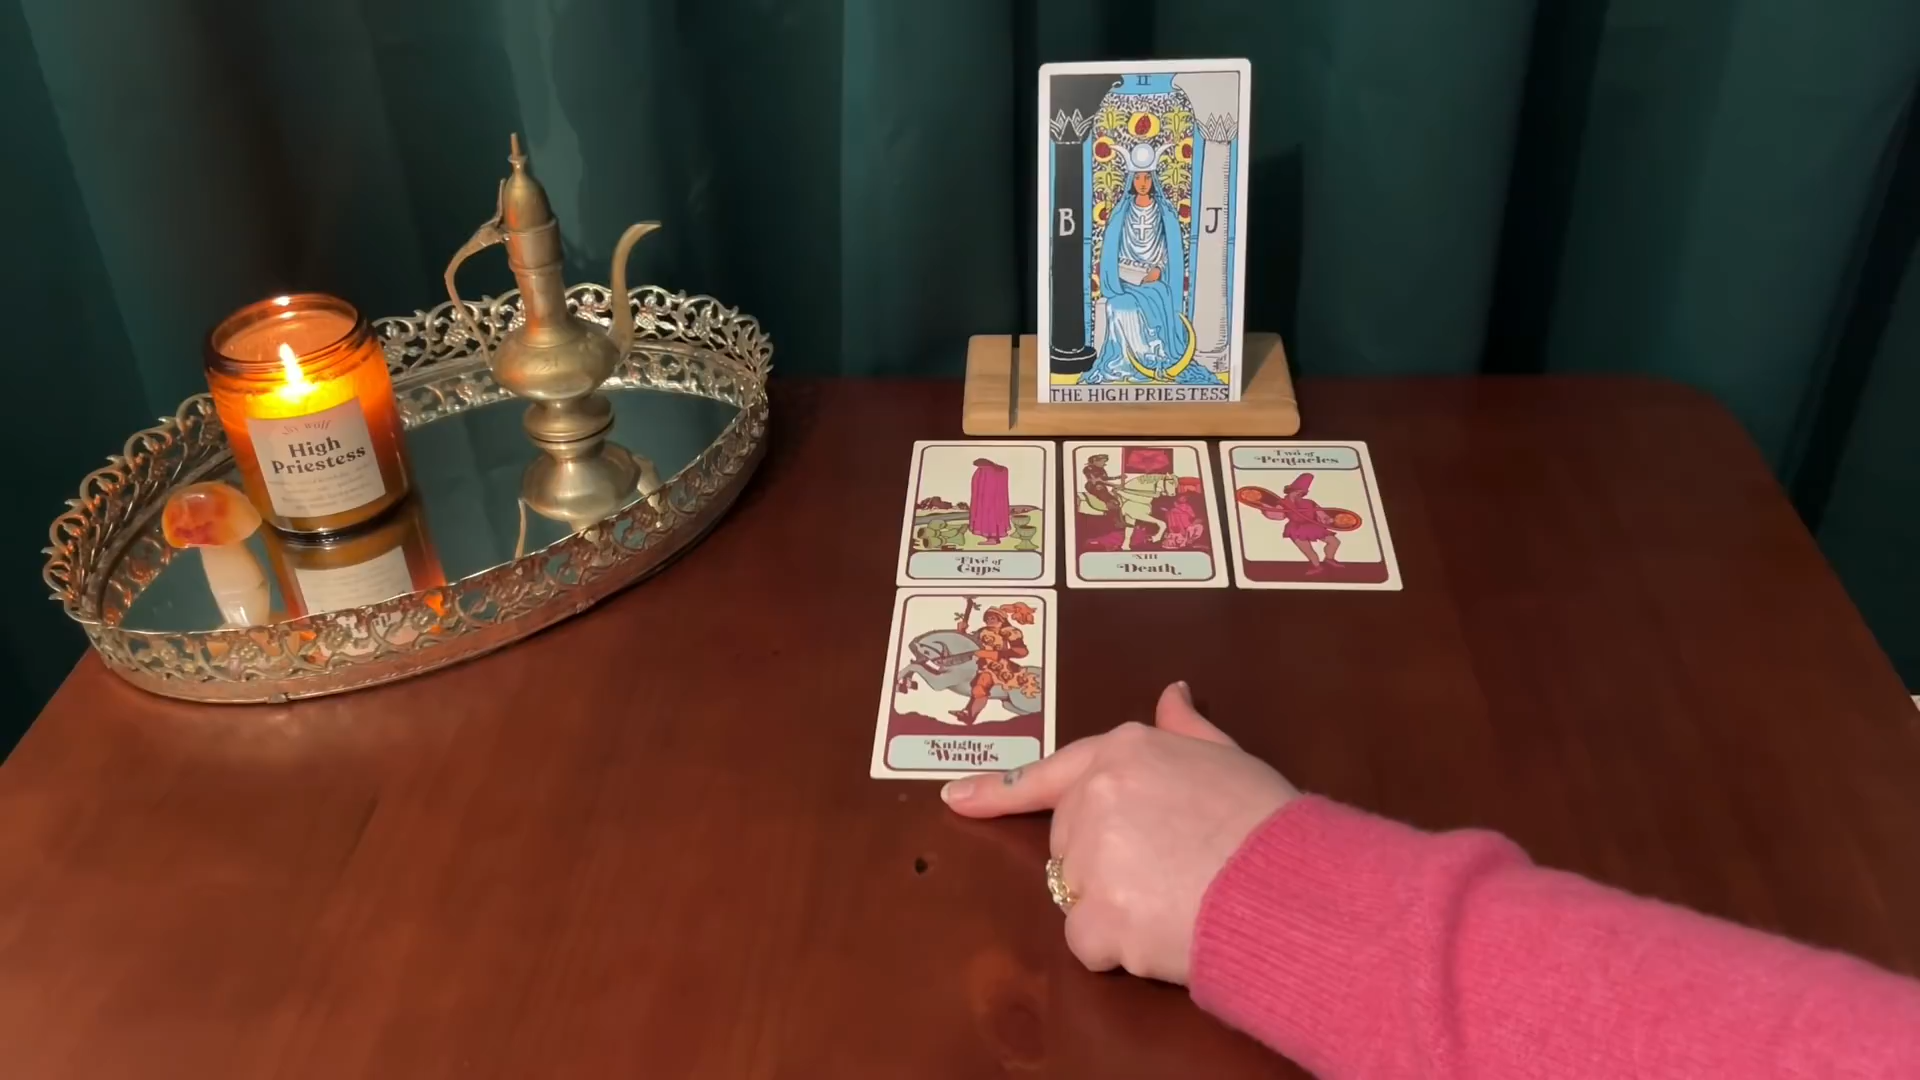 II
B
J
THE HIGH PRIESTESS
High
Priestess
Five of
Cups
XIII
Death
Two of
Pentacles
Knight of
Wands